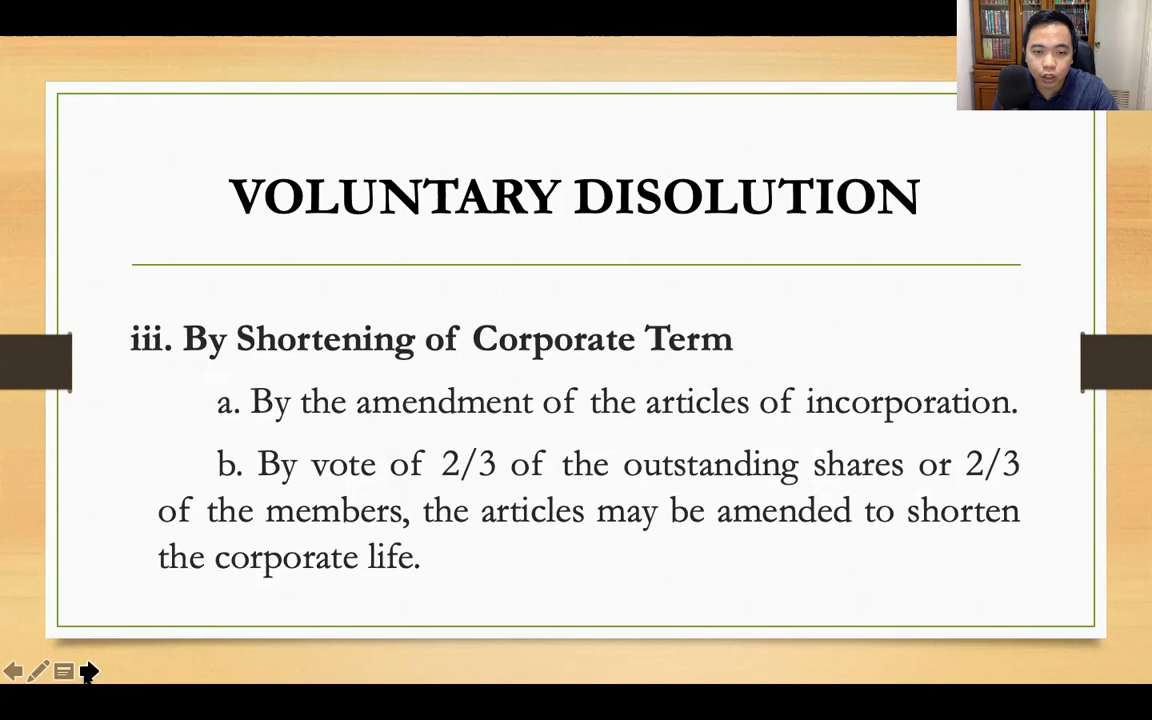 VOLUNTARY DISOLUTION
iii. By Shortening of Corporate Term
a. By the amendment of the articles of incorporation.
b. By vote of 2/3 of the outstanding shares or 2/3
of the members, the articles may be amended to shorten
the corporate life.